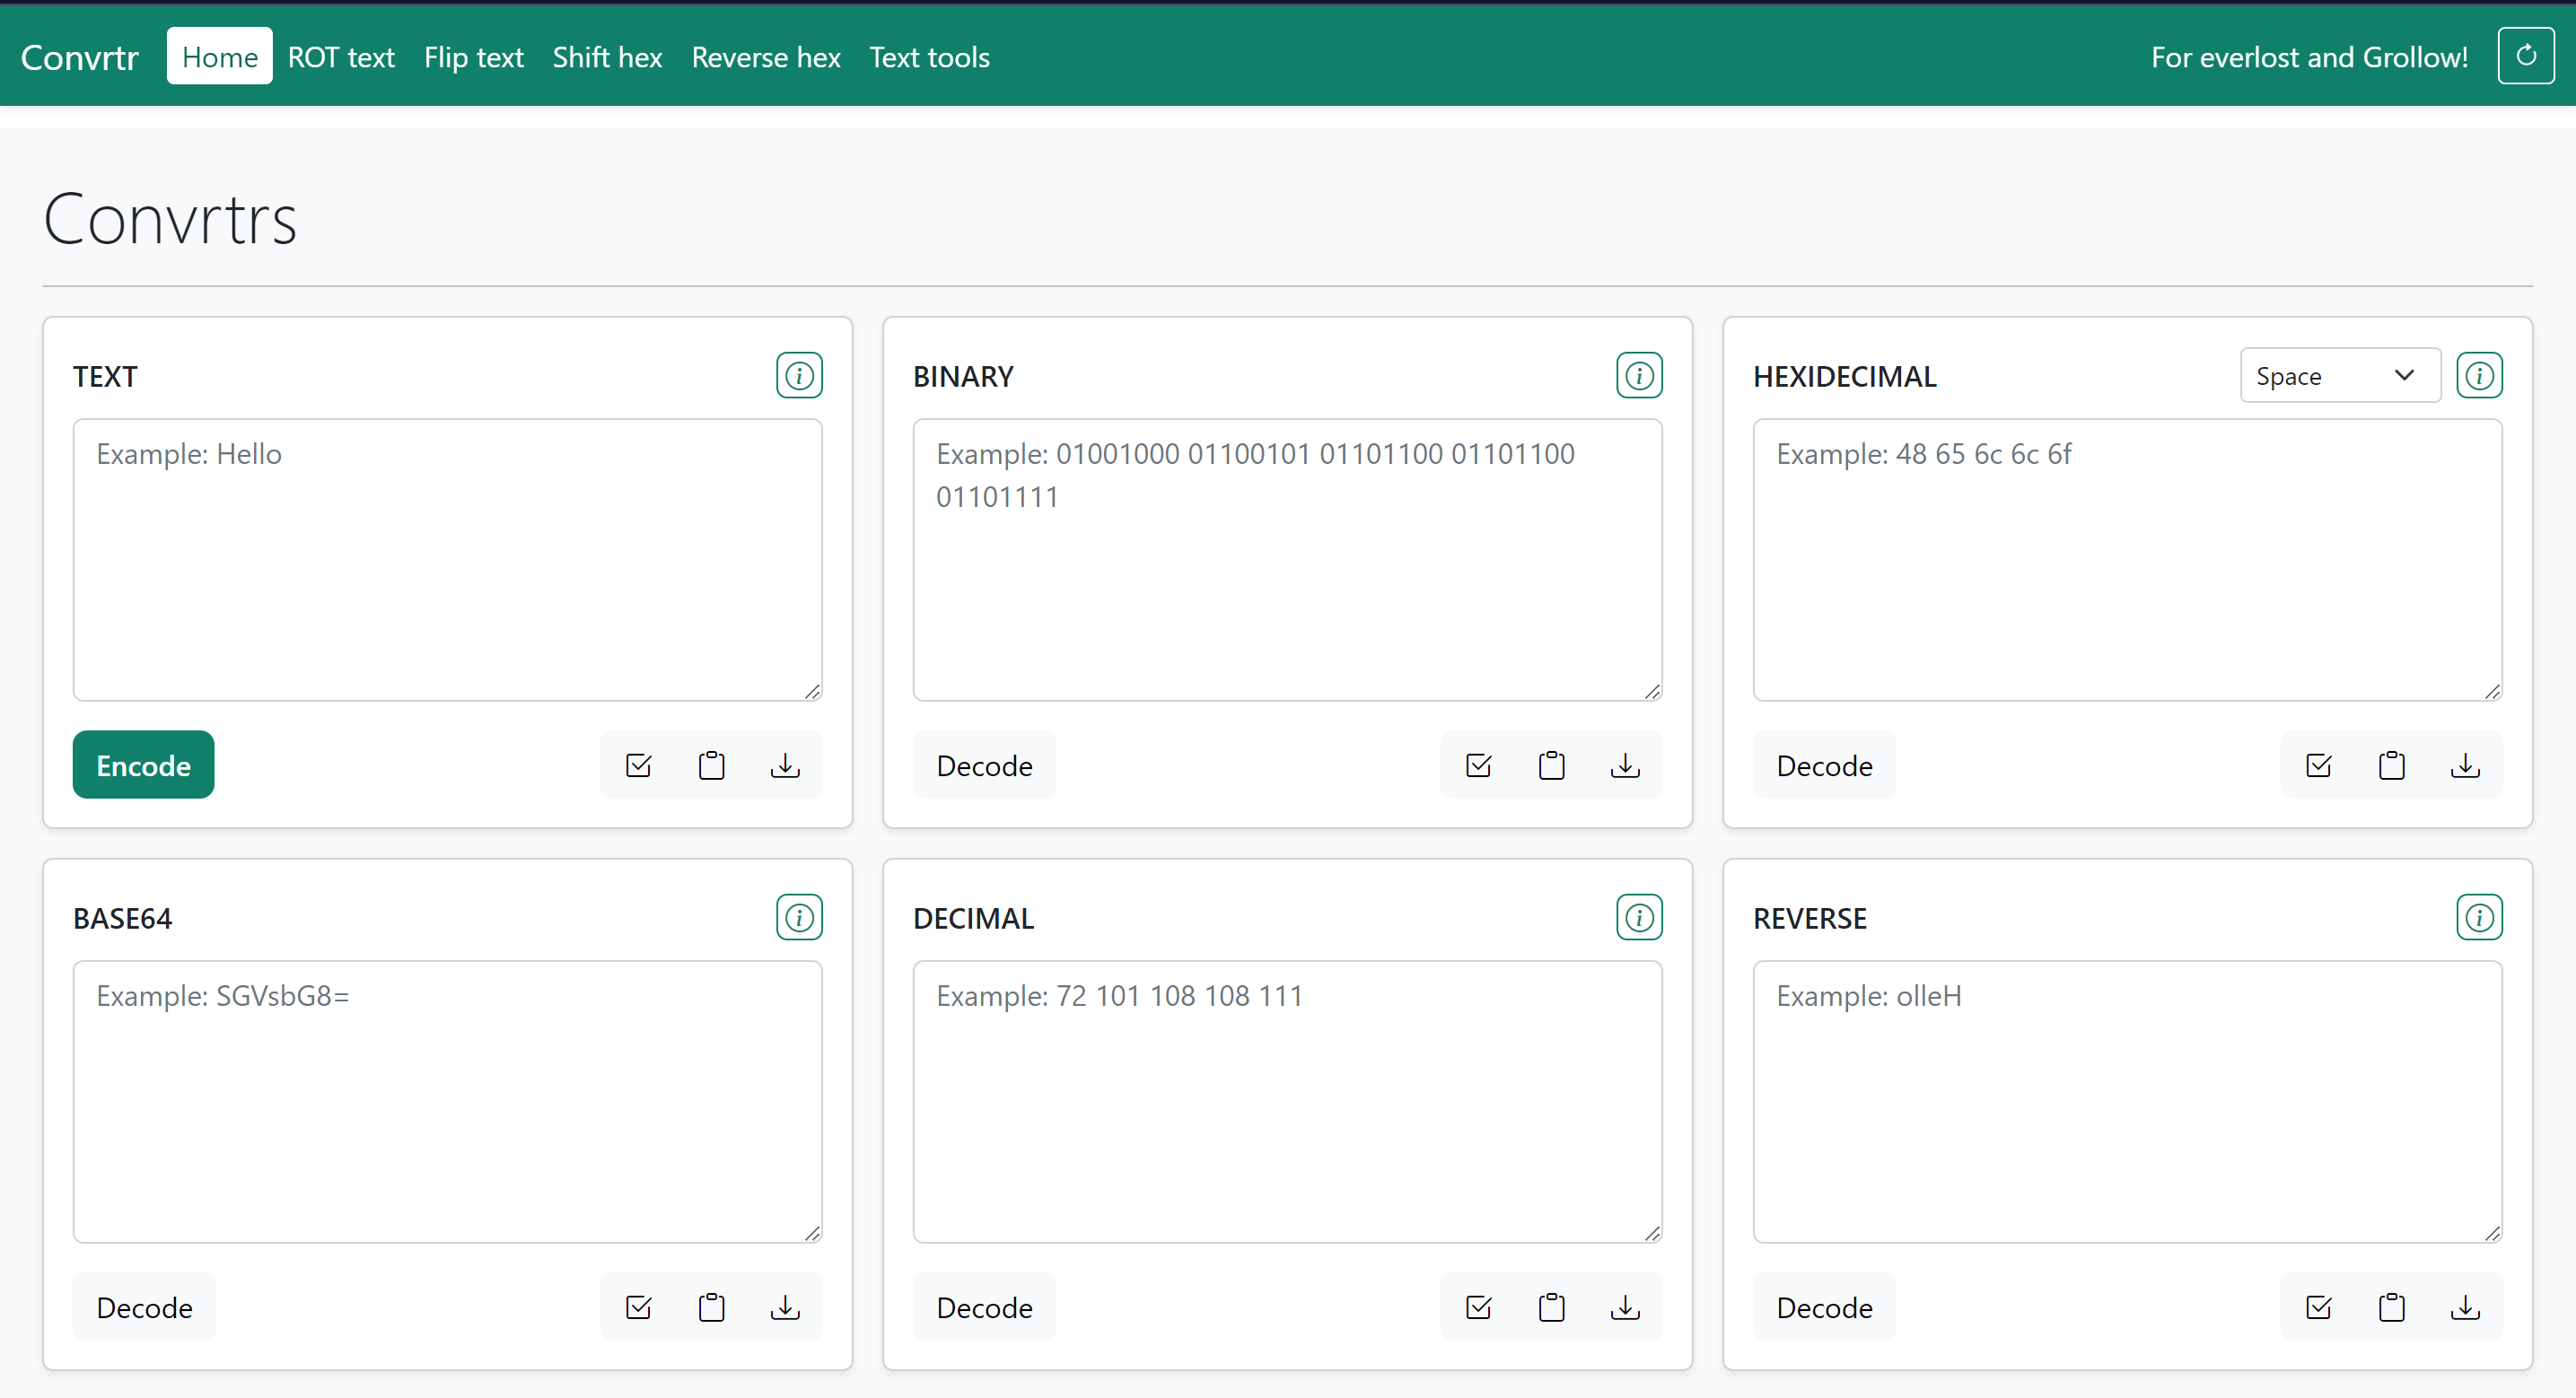 Convrtr Home ROT text Flip text Shift hex Reverse hex Text tools For everlost and Grollow!
Convrtrs
TEXT
Example: Hello
Encode
BINARY
Example: 01001000 01100101 01101100 01101100
01101111
Decode
HEXIDECIMAL Space
Example: 48 65 6c 6c 6f
Decode
BASE64
Example: SGVsbG8=
Decode
DECIMAL
Example: 72 101 108 108 111
Decode
REVERSE
Example: olleH
Decode